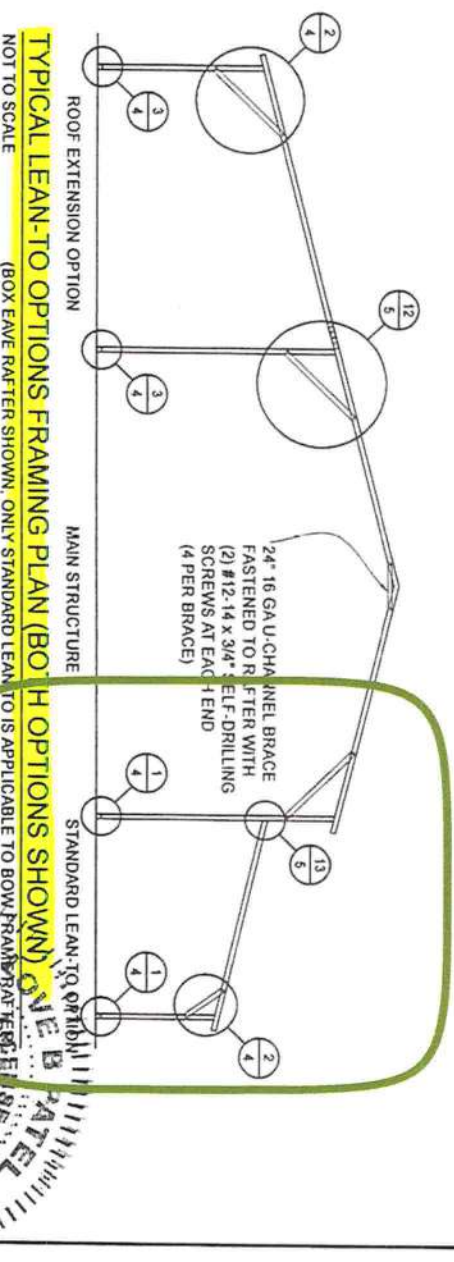 2
4
12
5
24" 16 GA U-CHANNEL BRACE
FASTENED TO RAFTER WITH
(2) #12-14 x 3/4" SELF-DRILLING
SCREWS AT EACH END
(4 PER BRACE)
13
5
2
4
3
4
3
4
1
4
1
4
ROOF EXTENSION OPTION
MAIN STRUCTURE
STANDARD LEAN-TO OPTION
TYPICAL LEAN-TO OPTIONS FRAMING PLAN (BOTH OPTIONS SHOWN)
NOT TO SCALE
(BOX EAVE RAFTER SHOWN, ONLY STANDARD LEAN-TO IS APPLICABLE TO BOW FRAME RAFTER)
PATEL